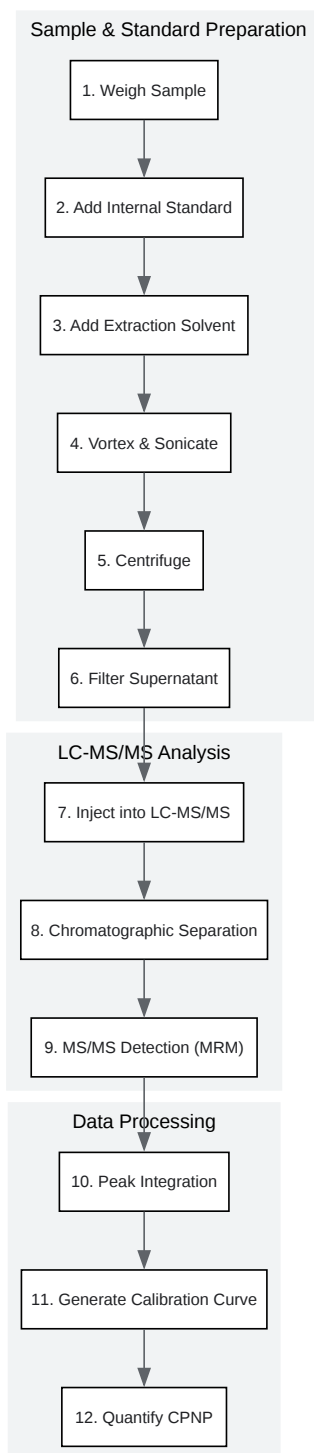 Sample & Standard Preparation
1. Weigh Sample
2. Add Internal Standard
3. Add Extraction Solvent
4. Vortex & Sonicate
5. Centrifuge
6. Filter Supernatant
LC-MS/MS Analysis
7. Inject into LC-MS/MS
8. Chromatographic Separation
9. MS/MS Detection (MRM)
Data Processing
10. Peak Integration
11. Generate Calibration Curve
12. Quantify CPNP